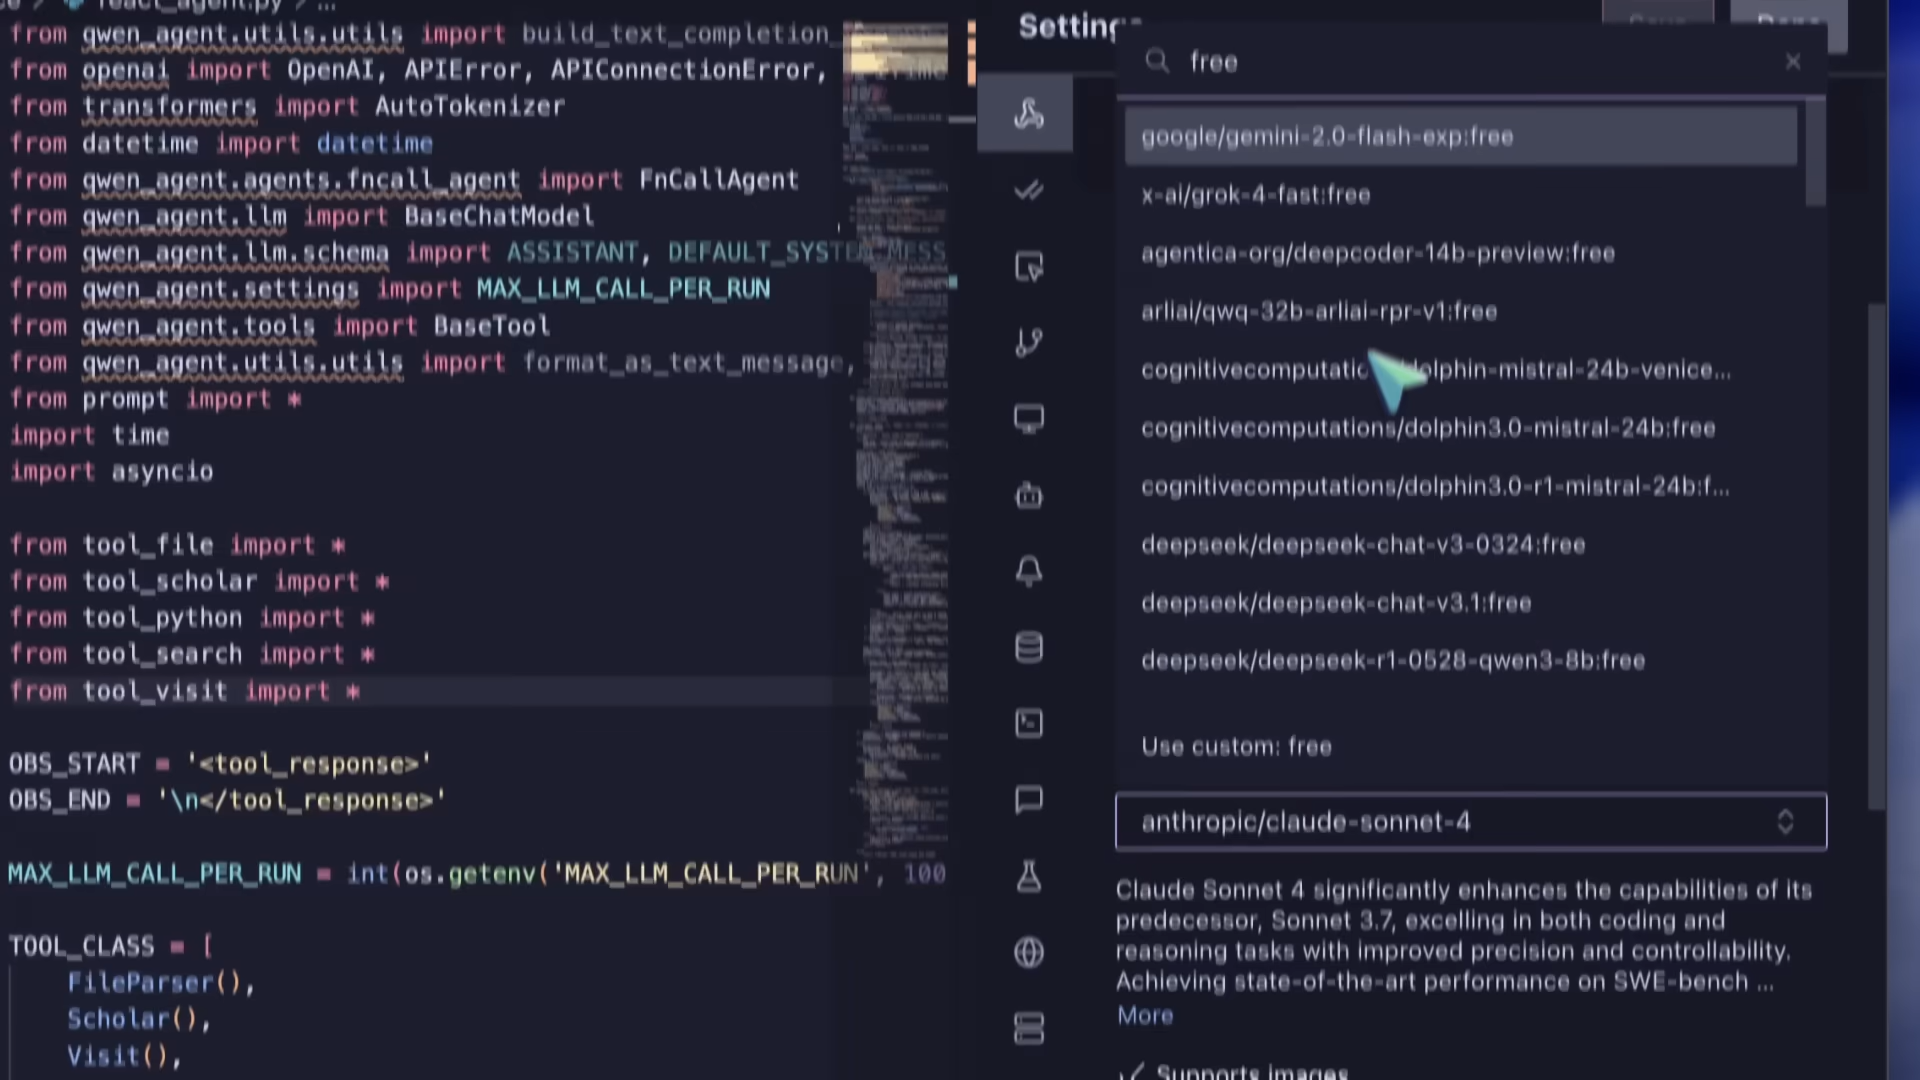 react_agent.py > ...
from qwen_agent.utils.utils import build_text_completion_
from openai import OpenAI, APIError, APIConnectionError,
from transformers import AutoTokenizer
from datetime import datetime
from qwen_agent.agents.fncall_agent import FnCallAgent
from qwen_agent.llm import BaseChatModel
from qwen_agent.llm.schema import ASSISTANT, DEFAULT_SYSTEM_MESS
from qwen_agent.settings import MAX_LLM_CALL_PER_RUN
from qwen_agent.tools import BaseTool
from qwen_agent.utils.utils import format_as_text_message,
from prompt import *
import time
import asyncio
from tool_file import *
from tool_scholar import *
from tool_python import *
from tool_search import *
from tool_visit import *
OBS_START = '<tool_response>'
OBS_END = '\n</tool_response>'
MAX_LLM_CALL_PER_RUN = int(os.getenv('MAX_LLM_CALL_PER_RUN', 100
TOOL_CLASS = [
FileParser(),
Scholar(),
Visit(),
Settings
Save
Done
free
google/gemini-2.0-flash-exp:free
x-ai/grok-4-fast:free
agentica-org/deepcoder-14b-preview:free
arliai/qwq-32b-arliai-rpr-v1:free
cognitivecomputatio dolphin-mistral-24b-venice...
cognitivecomputations/dolphin3.0-mistral-24b:free
cognitivecomputations/dolphin3.0-r1-mistral-24b:f...
deepseek/deepseek-chat-v3-0324:free
deepseek/deepseek-chat-v3.1:free
deepseek/deepseek-r1-0528-qwen3-8b:free
Use custom: free
anthropic/claude-sonnet-4
Claude Sonnet 4 significantly enhances the capabilities of its
predecessor, Sonnet 3.7, excelling in both coding and
reasoning tasks with improved precision and controllability.
Achieving state-of-the-art performance on SWE-bench ...
More
Supports images